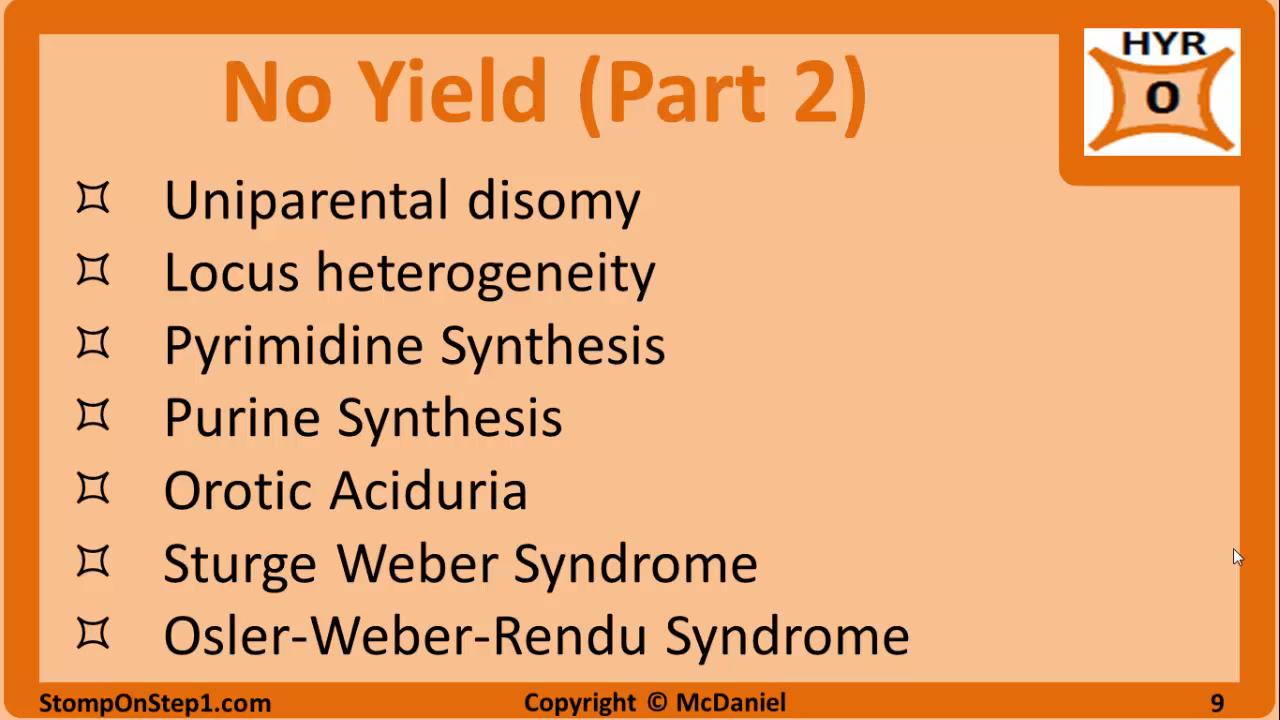 No Yield (Part 2)
HYR
0
Uniparental disomy
Locus heterogeneity
Pyrimidine Synthesis
Purine Synthesis
Orotic Aciduria
Sturge Weber Syndrome
Osler-Weber-Rendu Syndrome
StompOnStep1.com
Copyright © McDaniel
9